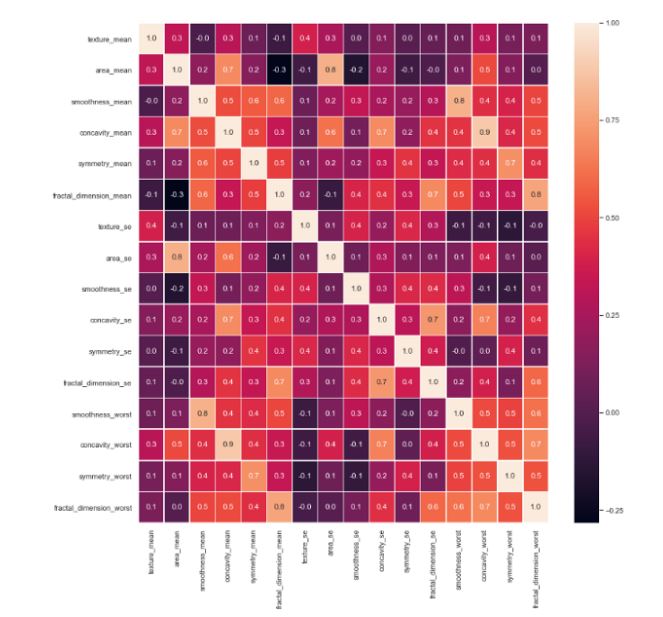 texture_mean 1.0 0.3 -0.0 0.3 0.1 -0.1 0.4 0.3 0.0 0.1 0.0 0.1 0.1 0.3 0.1 0.1
area_mean 0.3 1.0 0.2 0.7 0.2 -0.3 -0.1 0.8 -0.2 0.2 -0.1 -0.0 0.1 0.5 0.1 0.0
smoothness_mean -0.0 0.2 1.0 0.5 0.6 0.6 0.1 0.2 0.3 0.2 0.2 0.3 0.8 0.4 0.4 0.5
concavity_mean 0.3 0.7 0.5 1.0 0.5 0.3 0.1 0.6 0.1 0.7 0.2 0.4 0.4 0.9 0.4 0.5
symmetry_mean 0.1 0.2 0.6 0.5 1.0 0.5 0.1 0.2 0.2 0.3 0.4 0.3 0.4 0.4 0.7 0.4
fractal_dimension_mean -0.1 -0.3 0.6 0.3 0.5 1.0 0.2 -0.1 0.4 0.4 0.3 0.7 0.5 0.3 0.3 0.8
texture_se 0.4 -0.1 0.1 0.1 0.1 0.2 1.0 0.1 0.4 0.2 0.4 0.3 -0.1 -0.1 -0.1 -0.0
area_se 0.3 0.8 0.2 0.6 0.2 -0.1 0.1 1.0 0.1 0.3 0.1 0.1 0.1 0.4 0.1 0.0
smoothness_se 0.0 -0.2 0.3 0.1 0.2 0.4 0.4 0.1 1.0 0.3 0.4 0.4 0.3 -0.1 -0.1 0.1
concavity_se 0.1 0.2 0.2 0.7 0.3 0.4 0.2 0.3 0.3 1.0 0.3 0.7 0.2 0.7 0.2 0.4
symmetry_se 0.0 -0.1 0.2 0.2 0.4 0.3 0.4 0.1 0.4 0.3 1.0 0.4 -0.0 0.0 0.4 0.1
fractal_dimension_se 0.1 -0.0 0.3 0.4 0.3 0.7 0.3 0.1 0.4 0.7 0.4 1.0 0.2 0.4 0.1 0.6
smoothness_worst 0.1 0.1 0.8 0.4 0.4 0.5 -0.1 0.1 0.3 0.2 -0.0 0.2 1.0 0.5 0.5 0.6
concavity_worst 0.3 0.5 0.4 0.9 0.4 0.3 -0.1 0.4 -0.1 0.7 0.0 0.4 0.5 1.0 0.5 0.7
symmetry_worst 0.1 0.1 0.4 0.4 0.7 0.3 -0.1 0.1 -0.1 0.2 0.4 0.1 0.5 0.5 1.0 0.5
fractal_dimension_worst 0.1 0.0 0.5 0.5 0.4 0.8 -0.0 0.0 0.1 0.4 0.1 0.6 0.6 0.7 0.5 1.0
texture_mean
area_mean
smoothness_mean
concavity_mean
symmetry_mean
fractal_dimension_mean
texture_se
area_se
smoothness_se
concavity_se
symmetry_se
fractal_dimension_se
smoothness_worst
concavity_worst
symmetry_worst
fractal_dimension_worst
1.00
0.75
0.50
0.25
0.00
-0.25